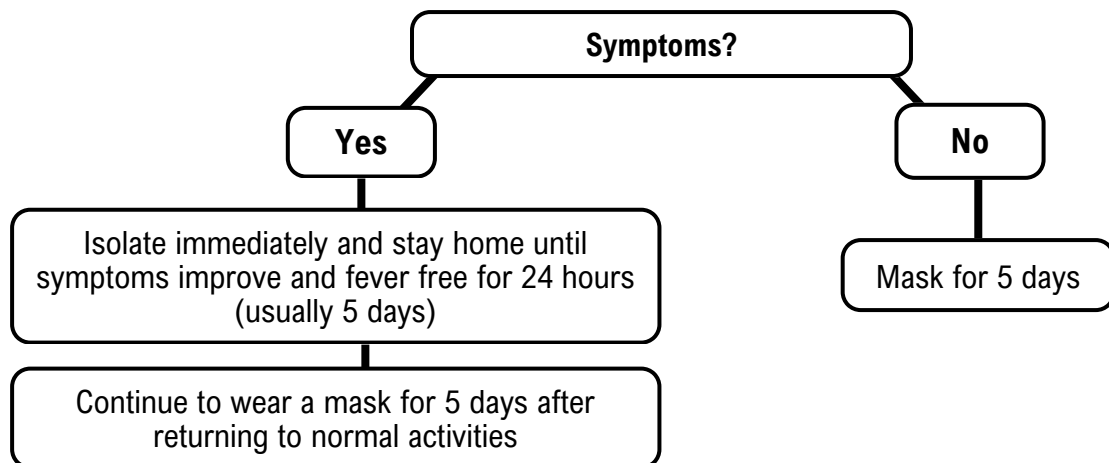 Symptoms?
Yes
No
Isolate immediately and stay home until
symptoms improve and fever free for 24 hours
(usually 5 days)
Mask for 5 days
Continue to wear a mask for 5 days after
returning to normal activities